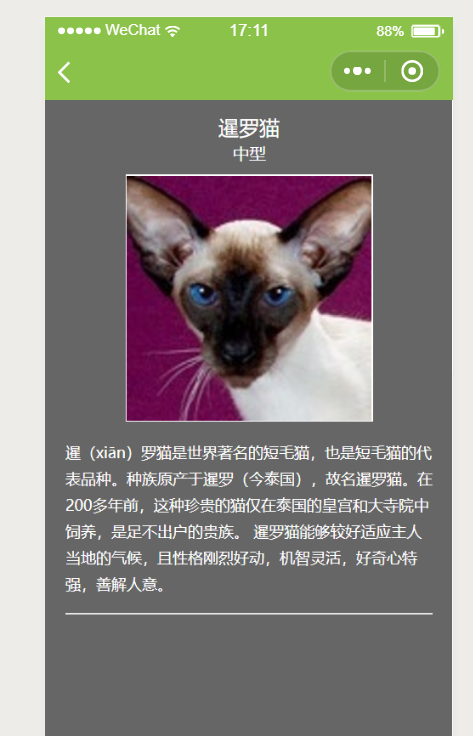 WeChat 17:11 88%
暹罗猫
中型
暹（xiān）罗猫是世界著名的短毛猫，也是短毛猫的代
表品种。种族原产于暹罗（今泰国），故名暹罗猫。在
200多年前，这种珍贵的猫仅在泰国的皇宫和大寺院中
饲养，是足不出户的贵族。 暹罗猫能够较好适应主人
当地的气候，且性格刚烈好动，机智灵活，好奇心特
强，善解人意。